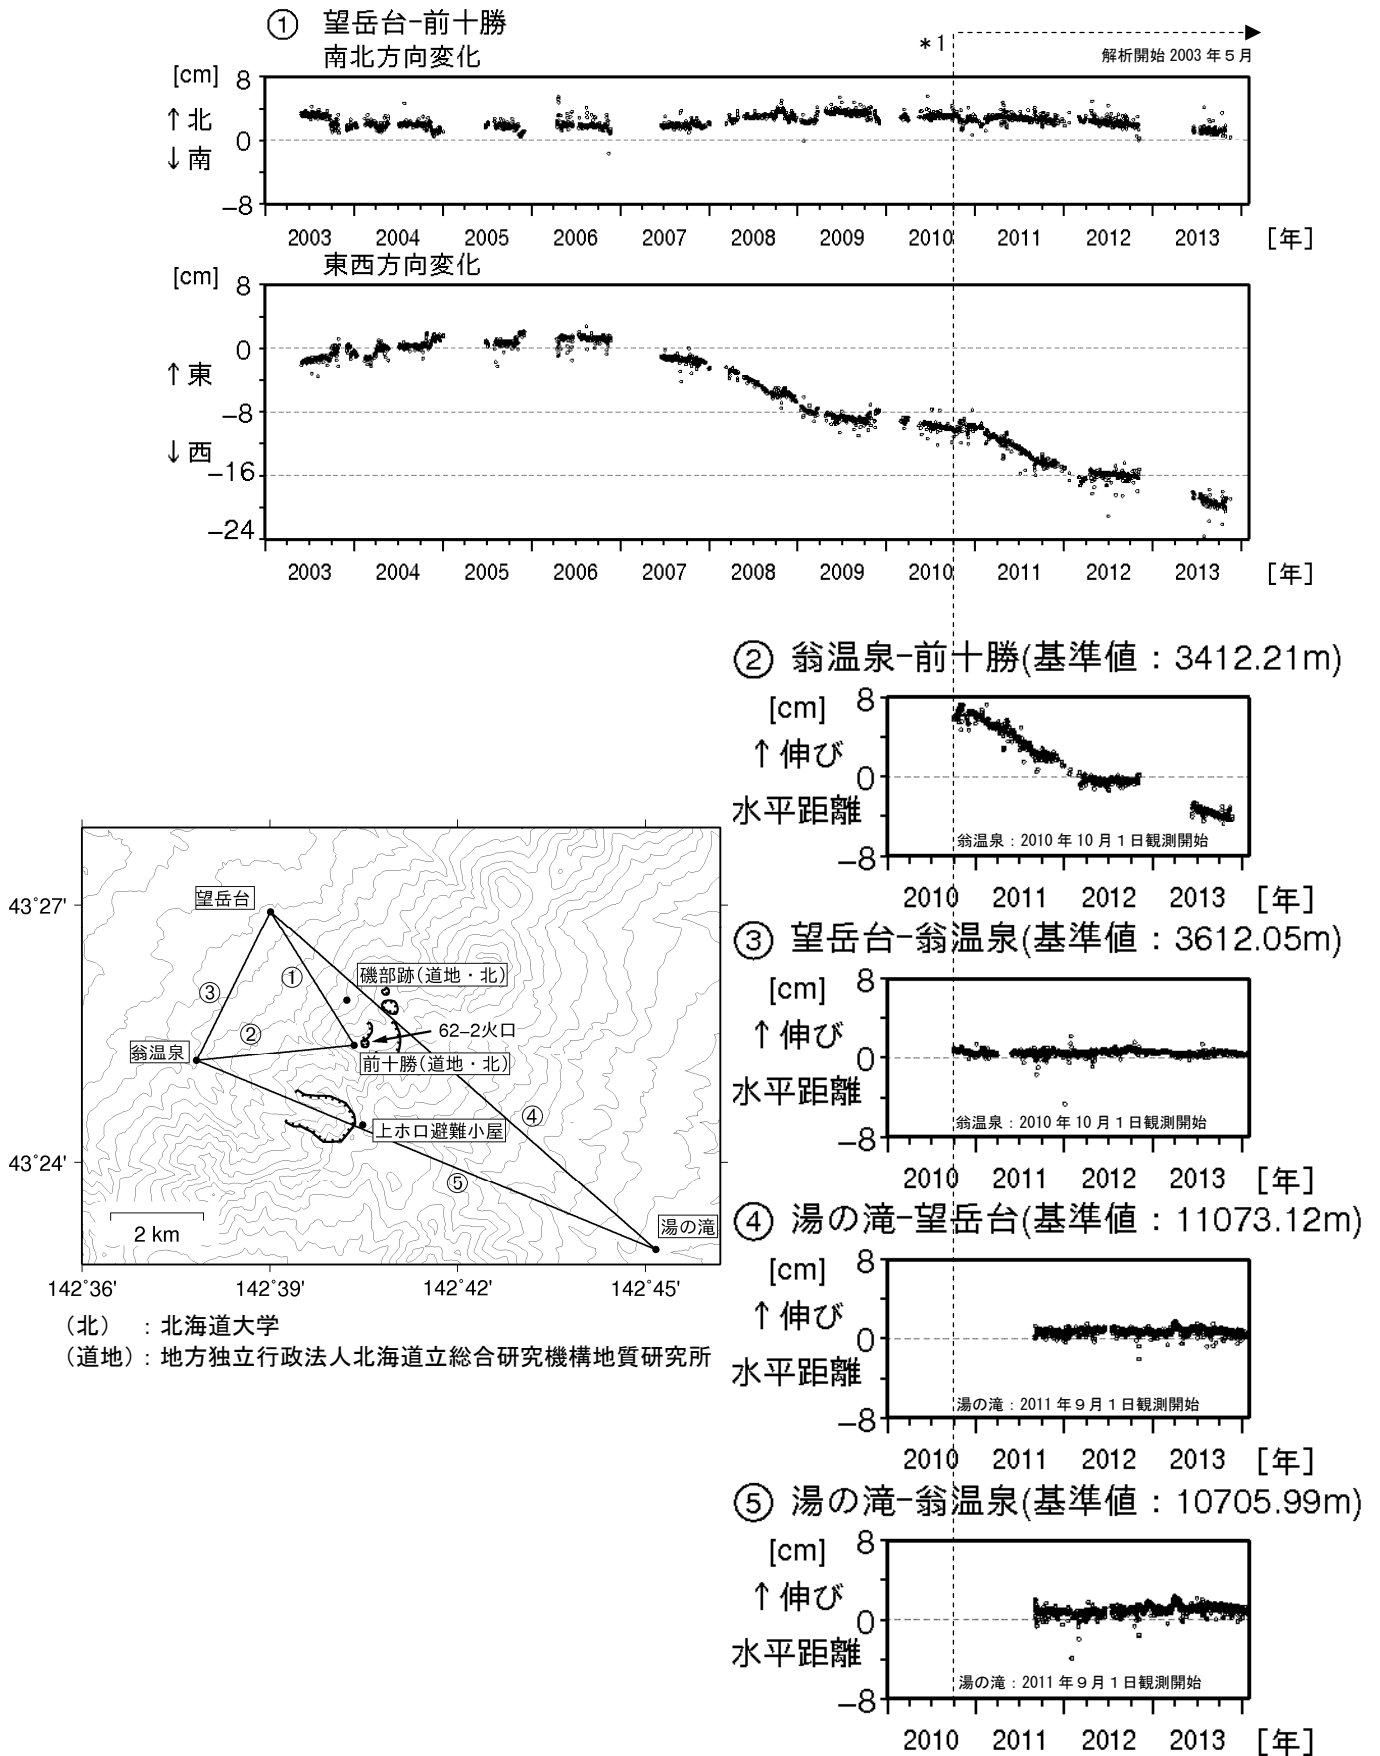 ① 望岳台-前十勝
南北方向変化
*1
解析開始 2003 年 5 月
[cm]
8
↑北
0
↓南
-8
2003 2004 2005 2006 2007 2008 2009 2010 2011 2012 2013 [年]
東西方向変化
[cm]
8
0
↑東
-8
↓西
-16
-24
2003 2004 2005 2006 2007 2008 2009 2010 2011 2012 2013 [年]
② 翁温泉-前十勝(基準値：3412.21m)
[cm]
8
↑伸び
0
水平距離
-8
翁温泉：2010 年 10 月 1 日観測開始
2010 2011 2012 2013 [年]
③ 望岳台-翁温泉(基準値：3612.05m)
[cm]
8
↑伸び
0
水平距離
-8
翁温泉：2010 年 10 月 1 日観測開始
2010 2011 2012 2013 [年]
④ 湯の滝-望岳台(基準値：11073.12m)
[cm]
8
↑伸び
0
水平距離
-8
湯の滝：2011 年 9 月 1 日観測開始
2010 2011 2012 2013 [年]
⑤ 湯の滝-翁温泉(基準値：10705.99m)
[cm]
8
↑伸び
0
水平距離
-8
湯の滝：2011 年 9 月 1 日観測開始
2010 2011 2012 2013 [年]
43˚27'
43˚24'
望岳台
磯部跡(道地・北)
①
③
②
62-2火口
翁温泉
前十勝(道地・北)
④
上ホロ避難小屋
⑤
湯の滝
2 km
142˚36' 142˚39' 142˚42' 142˚45'
（北）　：北海道大学
（道地）：地方独立行政法人北海道立総合研究機構地質研究所